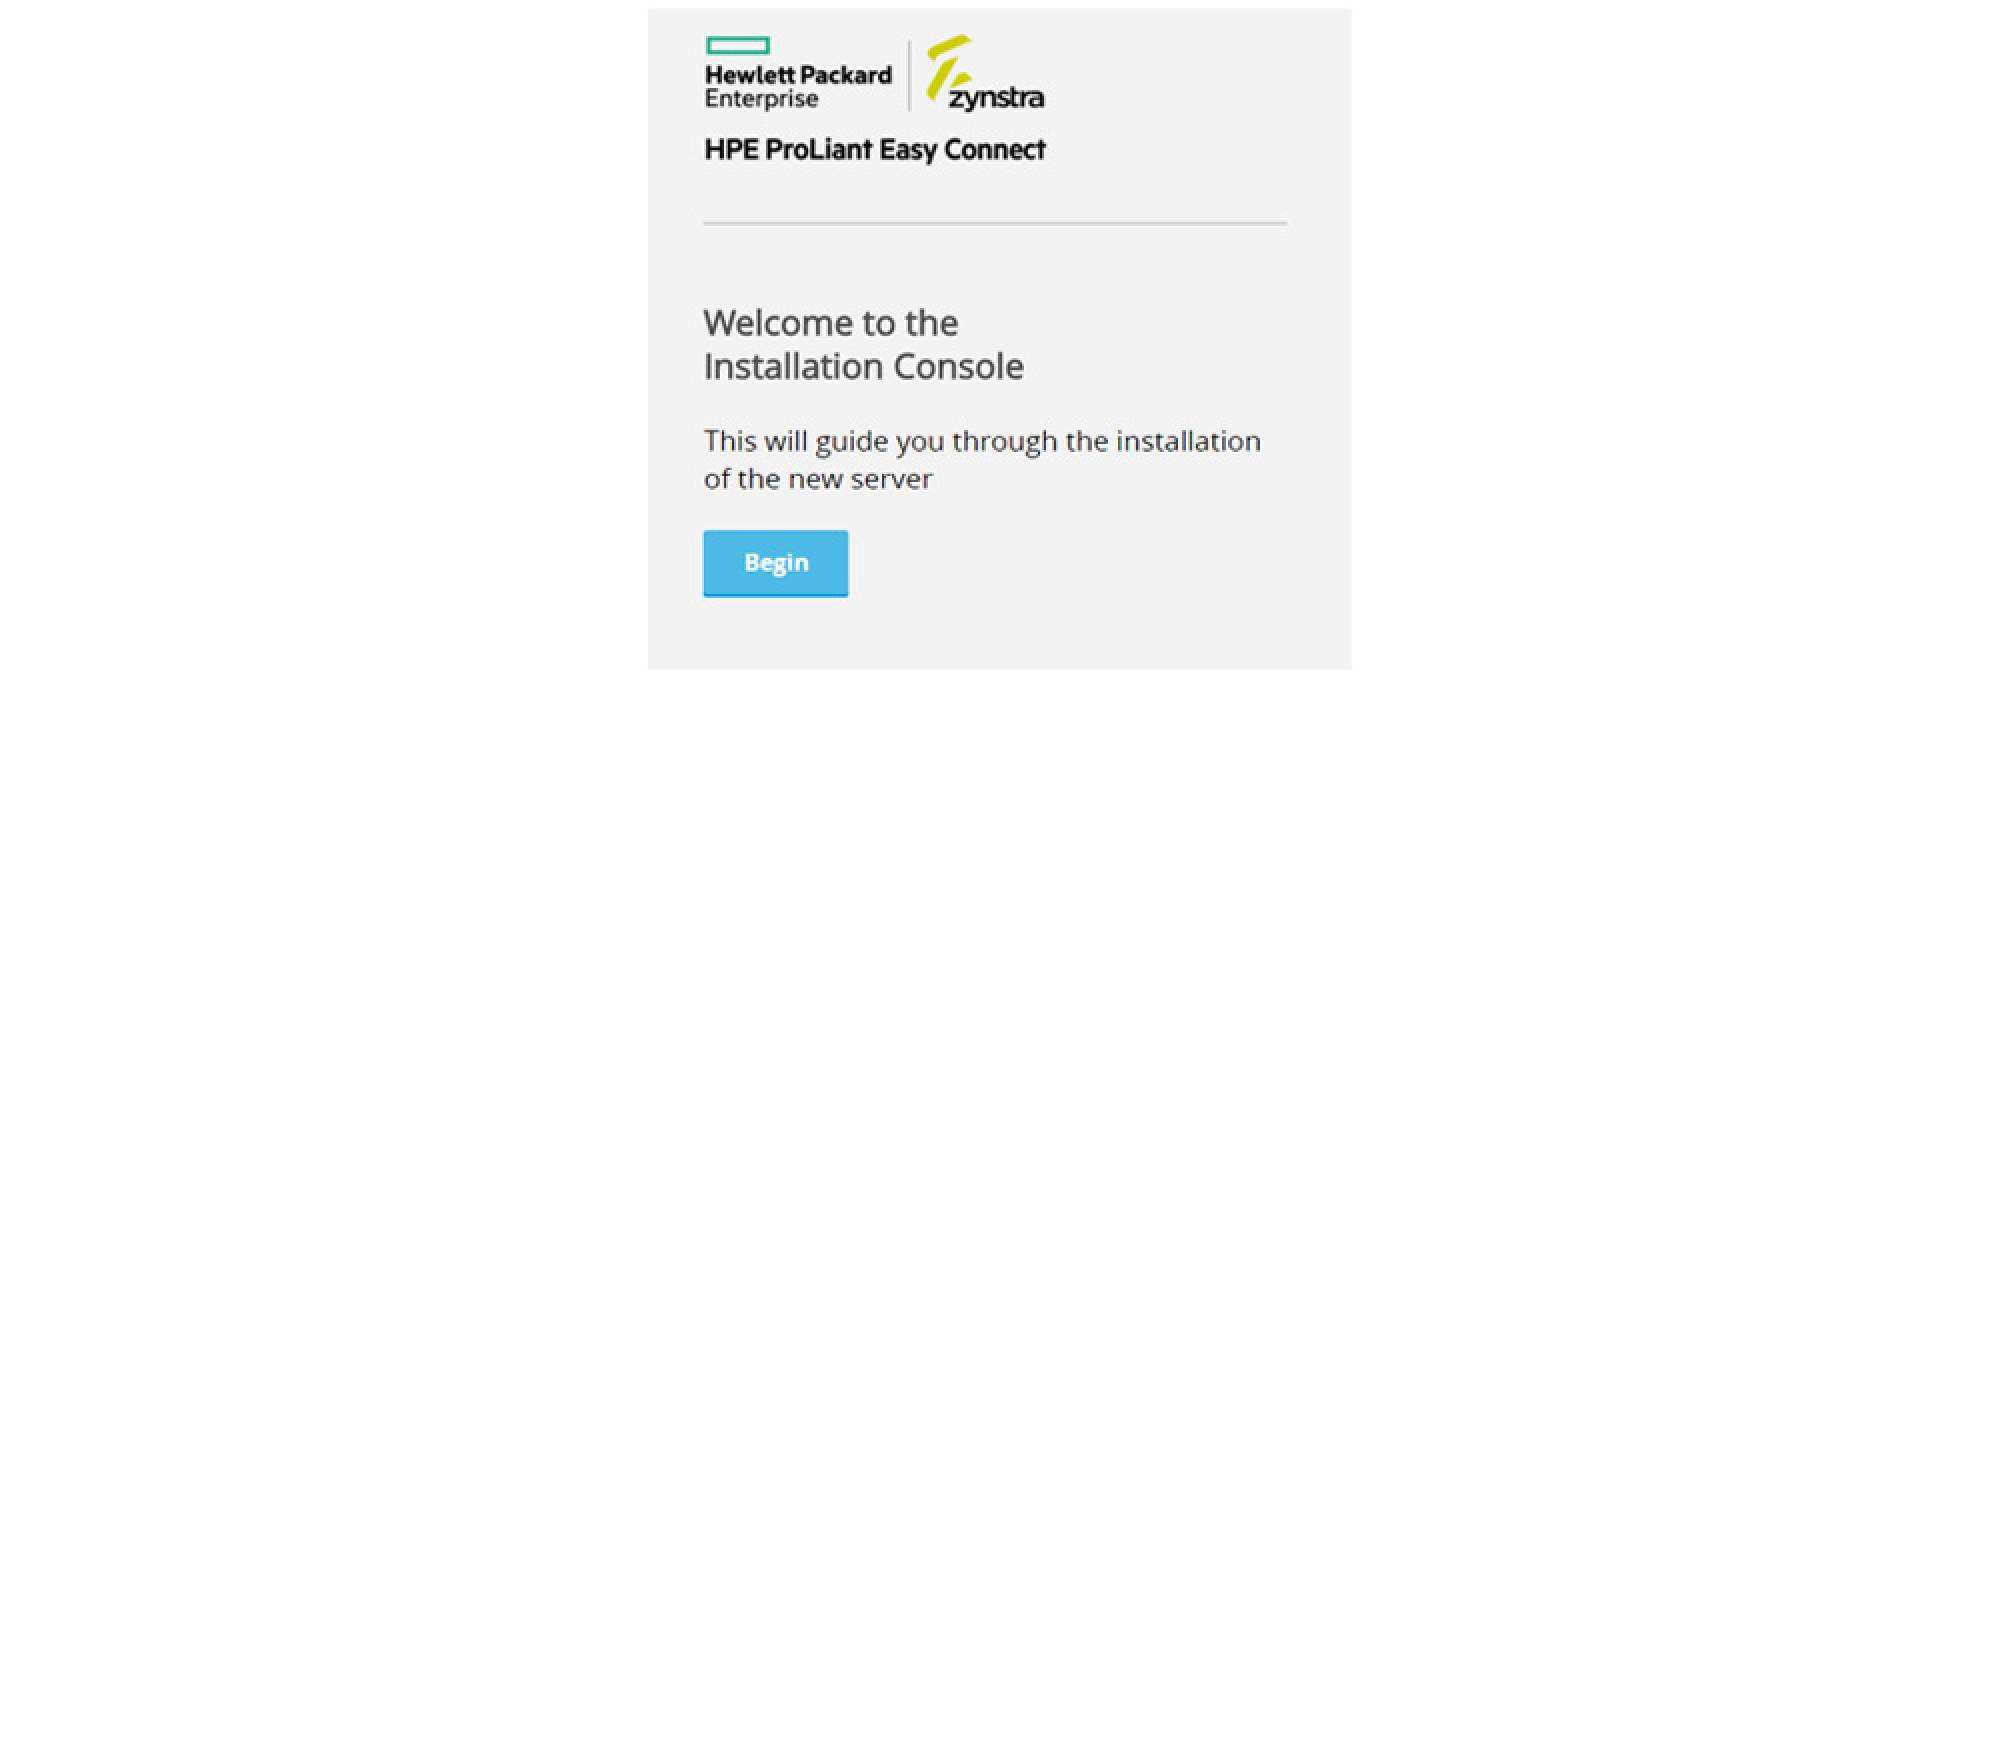 Hewlett Packard
Enterprise
zynstra
HPE ProLiant Easy Connect
Welcome to the
Installation Console
This will guide you through the installation
of the new server
Begin